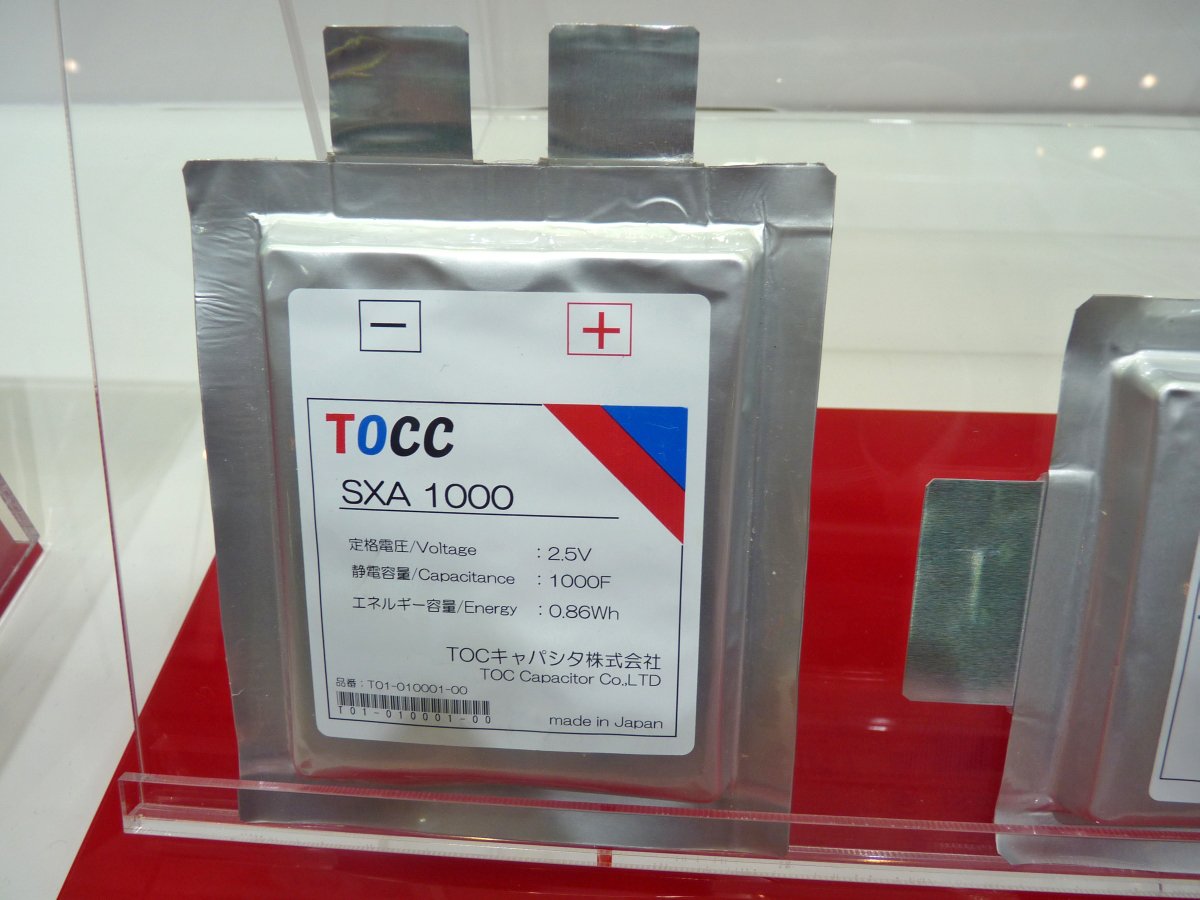 − +
TOCC
SXA 1000
定格電圧/Voltage : 2.5V
静電容量/Capacitance : 1000F
エネルギー容量/Energy : 0.86Wh
TOCキャパシタ株式会社
TOC Capacitor Co.,LTD
品番 : T01-010001-00
T01-010001-00
made in Japan